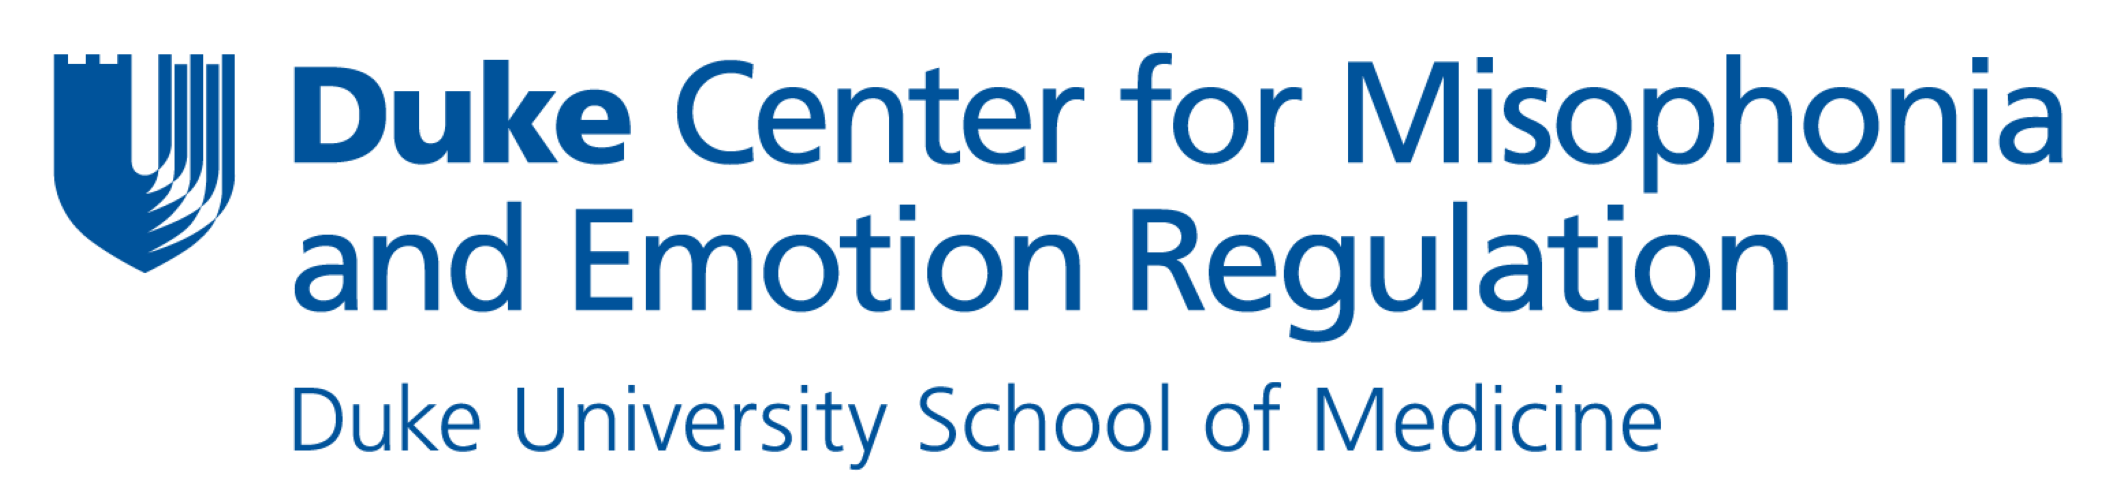 Duke Center for Misophonia
and Emotion Regulation
Duke University School of Medicine